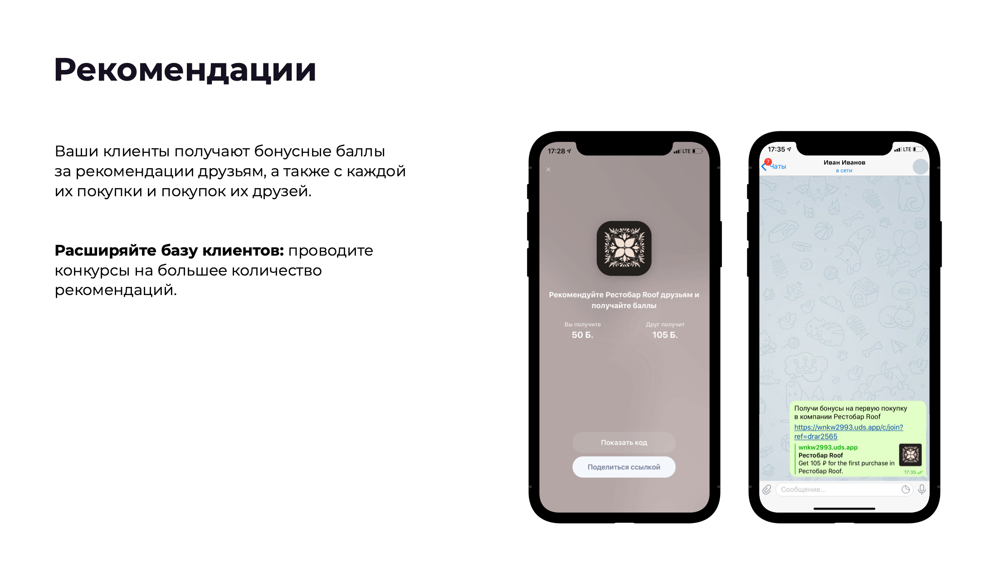 Рекомендации
Ваши клиенты получают бонусные баллы
за рекомендации друзьям, а также с каждой
их покупки и покупок их друзей.
Расширяйте базу клиентов: проводите
конкурсы на большее количество
рекомендаций.
17:28
LTE
Рекомендуйте Рестобар Roof друзьям и
получайте баллы
Вы получите
50 Б.
Друг получит
105 Б.
Показать код
Поделиться ссылкой
17:35
LTE
7
Чаты
Иван Иванов
в сети
Получи бонусы на первую покупку
в компании Рестобар Roof
https://wnkw2993.uds.app/c/join?
ref=drar2565
wnkw2993.uds.app
Рестобар Roof
Get 105 ₽ for the first purchase in
Рестобар Roof.
17:35
Сообщение...